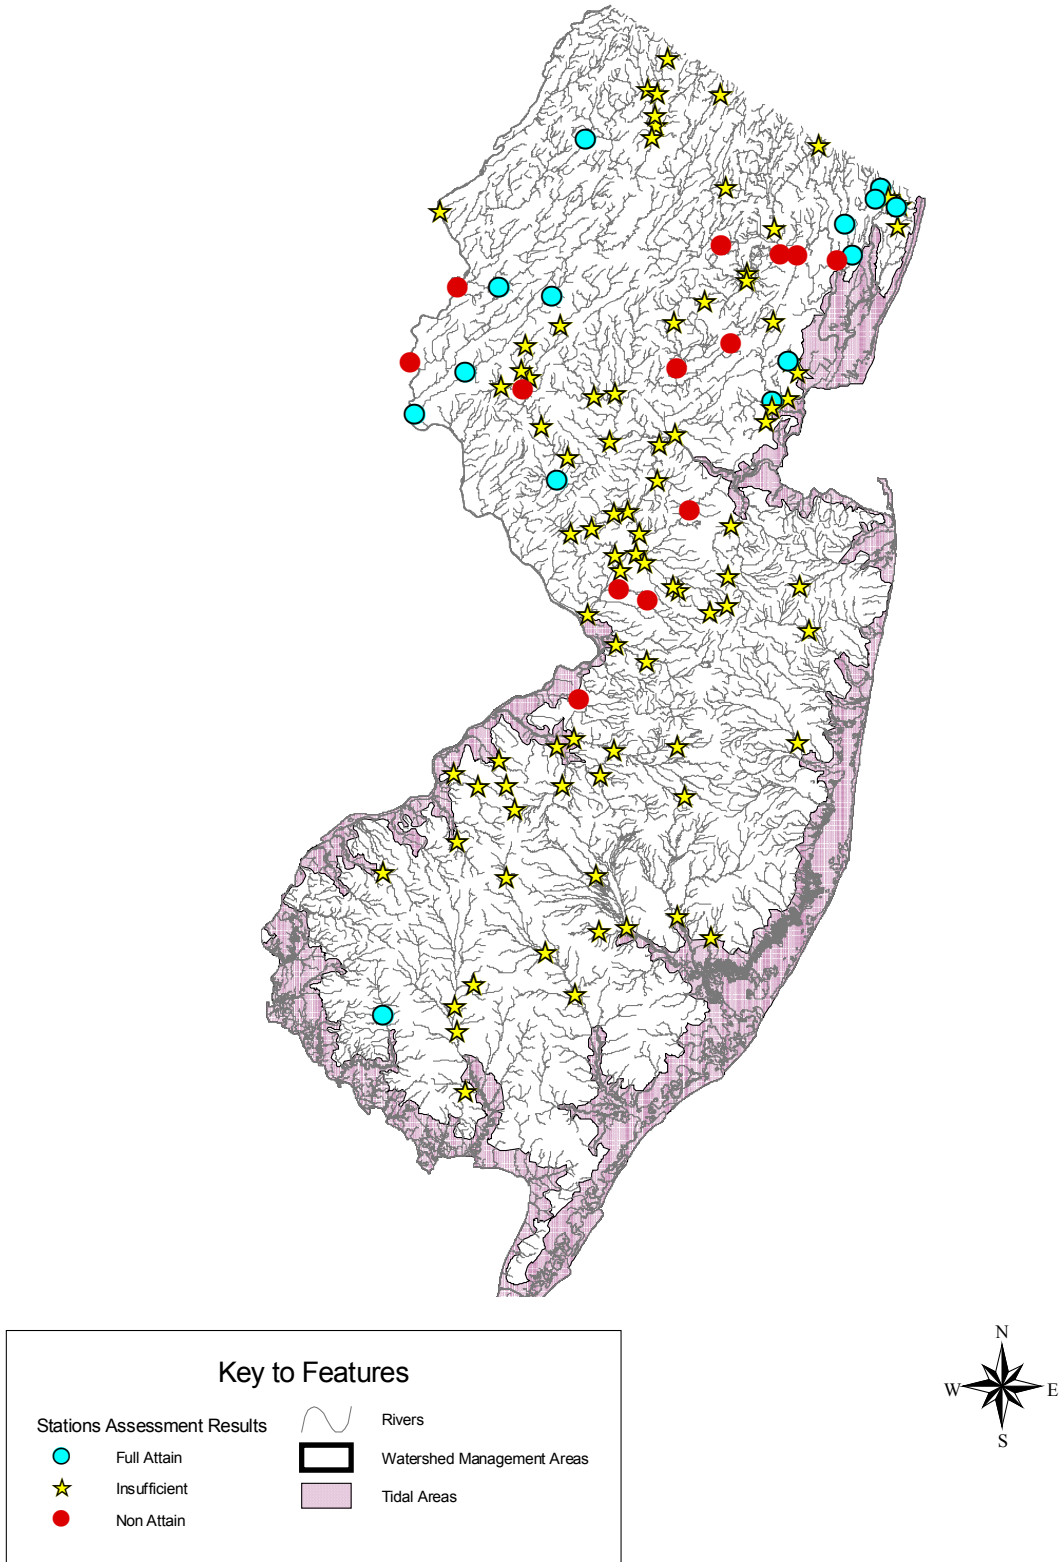 N
W E
S
Key to Features
Stations Assessment Results
Full Attain
Insufficient
Non Attain
Rivers
Watershed Management Areas
Tidal Areas